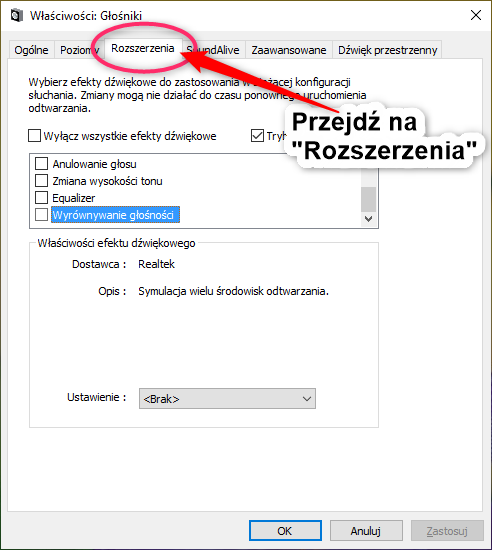 Właściwości: Głośniki
Ogólne Poziomy Rozszerzenia SoundAlive Zaawansowane Dźwięk przestrzenny
Wybierz efekty dźwiękowe do zastosowania w bieżącej konfiguracji
słuchania. Zmiany mogą nie działać do czasu ponownego uruchomienia
odtwarzania.
Wyłącz wszystkie efekty dźwiękowe
Przejdź na
"Rozszerzenia"
Anulowanie głosu
Zmiana wysokości tonu
Equalizer
Wyrównywanie głośności
Właściwości efektu dźwiękowego
Dostawca : Realtek
Opis : Symulacja wielu środowisk odtwarzania.
Ustawienie : <Brak>
OK Anuluj Zastosuj